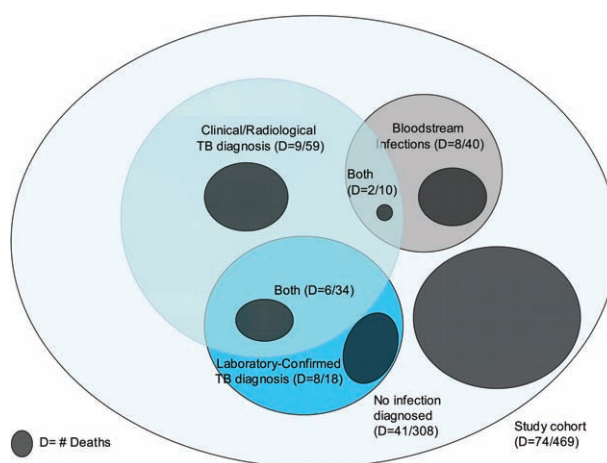 Clinical/Radiological
TB diagnosis (D=9/59)
Bloodstream
Infections (D=8/40)
Both
(D=2/10)
Both (D=6/34)
Laboratory-Confirmed
TB diagnosis (D=8/18)
No infection
diagnosed
(D=41/308)
Study cohort
(D=74/469)
D= # Deaths